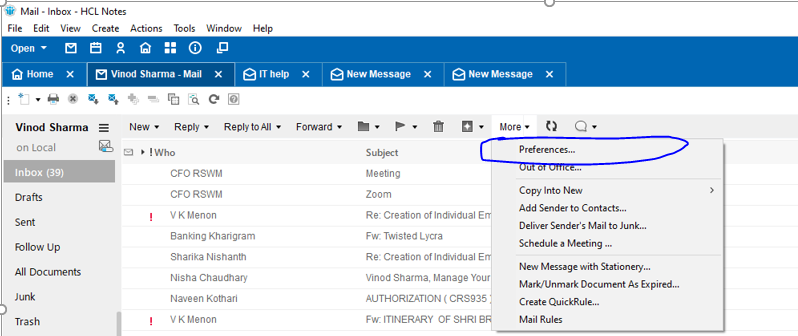 Mail - Inbox - HCL Notes
File Edit View Create Actions Tools Window Help
Open
Home Vinod Sharma - Mail IT help New Message New Message
Vinod Sharma
on Local
New Reply Reply to All Forward More
! Who Subject
Inbox (39)
Drafts
Sent
Follow Up
All Documents
Junk
Trash
CFO RSWM Meeting
CFO RSWM Zoom
! V K Menon Re: Creation of Individual Em
Banking Kharigram Fw: Twisted Lycra
Sharika Nishanth Re: Creation of Individual Em
Nisha Chaudhary Vinod Sharma, Manage Your
Naveen Kothari AUTHORIZATION ( CRS935 )
! V K Menon Fw: ITINERARY OF SHRI BR
Preferences...
Out of Office...
Copy Into New
Add Sender to Contacts...
Deliver Sender's Mail to Junk...
Schedule a Meeting ...
New Message with Stationery...
Mark/Unmark Document As Expired...
Create QuickRule...
Mail Rules